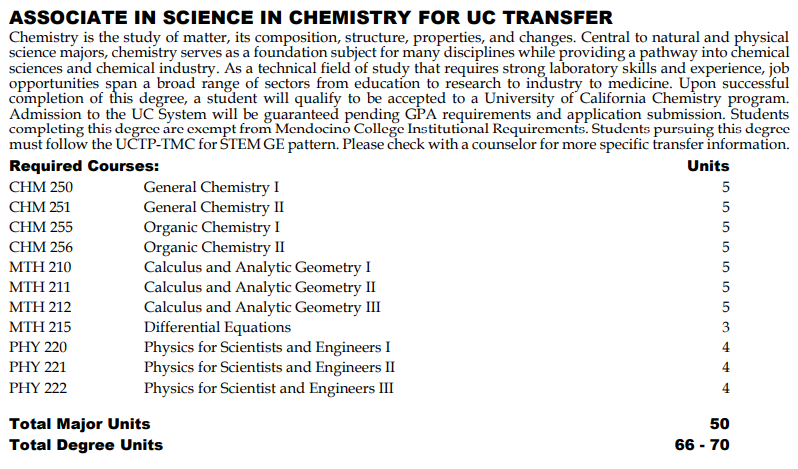 ASSOCIATE IN SCIENCE IN CHEMISTRY FOR UC TRANSFER
Chemistry is the study of matter, its composition, structure, properties, and changes. Central to natural and physical
science majors, chemistry serves as a foundation subject for many disciplines while providing a pathway into chemical
sciences and chemical industry. As a technical field of study that requires strong laboratory skills and experience, job
opportunities span a broad range of sectors from education to research to industry to medicine. Upon successful
completion of this degree, a student will qualify to be accepted to a University of California Chemistry program.
Admission to the UC System will be guaranteed pending GPA requirements and application submission. Students
completing this degree are exempt from Mendocino College Institutional Requirements. Students pursuing this degree
must follow the UCTP-TMC for STEM GE pattern. Please check with a counselor for more specific transfer information.
Required Courses: Units
CHM 250 General Chemistry I 5
CHM 251 General Chemistry II 5
CHM 255 Organic Chemistry I 5
CHM 256 Organic Chemistry II 5
MTH 210 Calculus and Analytic Geometry I 5
MTH 211 Calculus and Analytic Geometry II 5
MTH 212 Calculus and Analytic Geometry III 5
MTH 215 Differential Equations 3
PHY 220 Physics for Scientists and Engineers I 4
PHY 221 Physics for Scientists and Engineers II 4
PHY 222 Physics for Scientist and Engineers III 4
Total Major Units 50
Total Degree Units 66 - 70